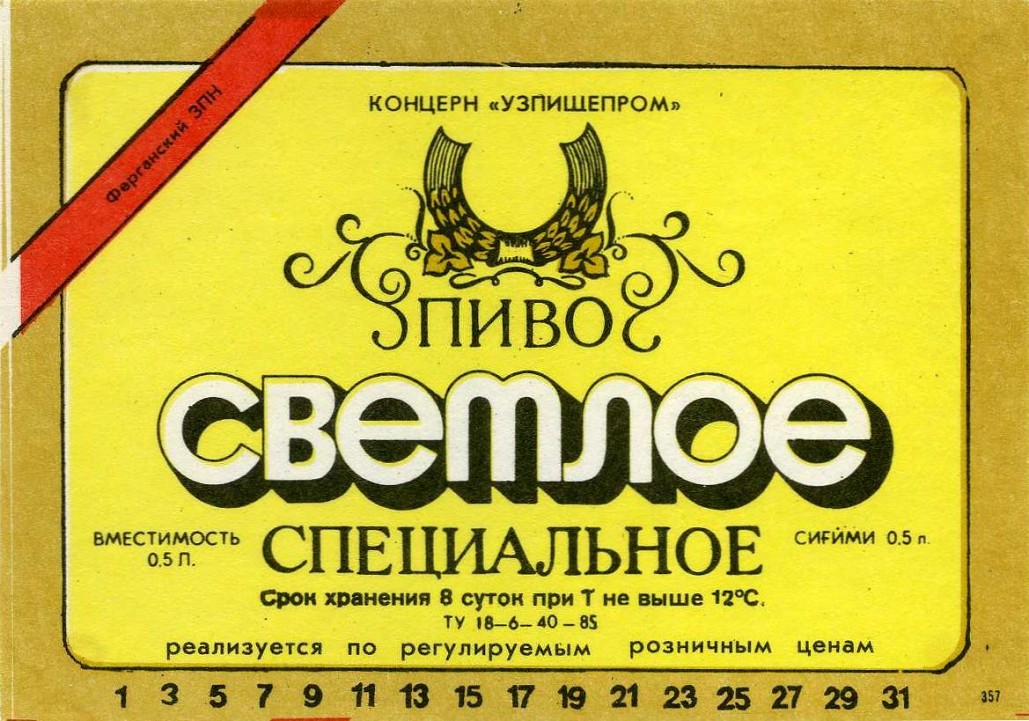 Ферганский ЗПН
КОНЦЕРН «УЗПИЩЕПРОМ»
ПИВО
СВЕТЛОЕ
СПЕЦИАЛЬНОЕ
ВМЕСТИМОСТЬ
0.5 Л.
СИҒИМИ 0.5 л.
Срок хранения 8 суток при Т не выше 12°С.
ТУ 18-6-40-85
реализуется по регулируемым розничным ценам
1 3 5 7 9 11 13 15 17 19 21 23 25 27 29 31
357